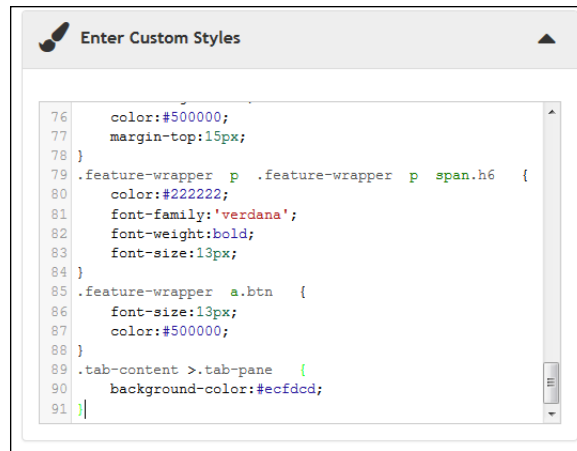 Enter Custom Styles
76 color:#500000;
77 margin-top:15px;
78 }
79 .feature-wrapper p .feature-wrapper p span.h6 {
80 color:#222222;
81 font-family:'verdana';
82 font-weight:bold;
83 font-size:13px;
84 }
85 .feature-wrapper a.btn {
86 font-size:13px;
87 color:#500000;
88 }
89 .tab-content >.tab-pane {
90 background-color:#ecfdcd;
91 }